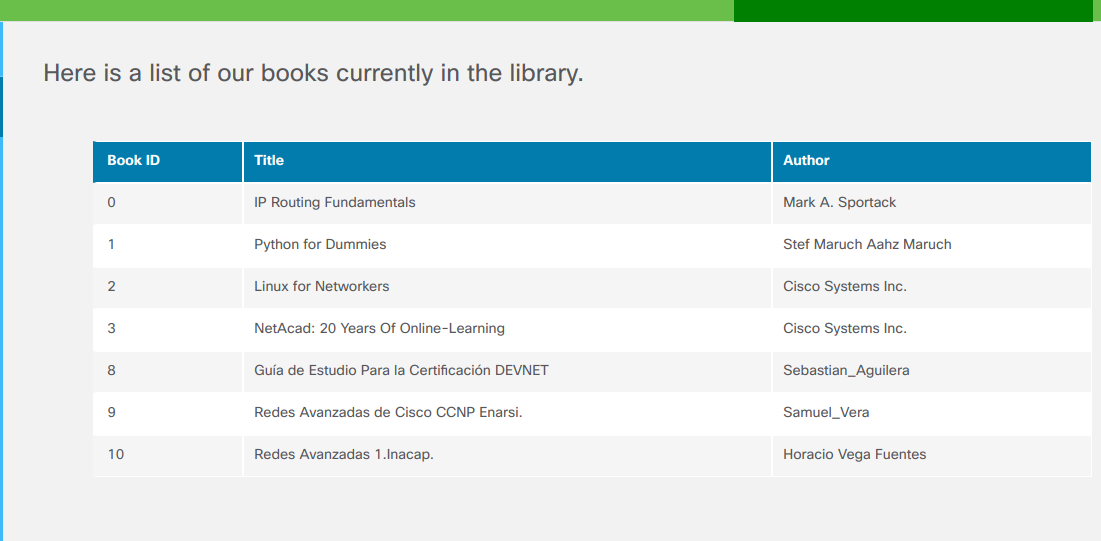 Here is a list of our books currently in the library.
Book ID Title Author
0 IP Routing Fundamentals Mark A. Sportack
1 Python for Dummies Stef Maruch Aahz Maruch
2 Linux for Networkers Cisco Systems Inc.
3 NetAcad: 20 Years Of Online-Learning Cisco Systems Inc.
8 Guía de Estudio Para la Certificación DEVNET Sebastian_Aguilera
9 Redes Avanzadas de Cisco CCNP Enarsi. Samuel_Vera
10 Redes Avanzadas 1.Inacap. Horacio Vega Fuentes